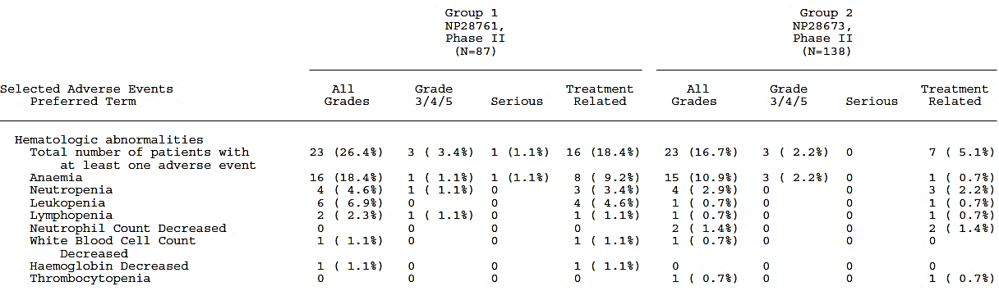 Group 1 Group 2
NP28761, NP28673,
Phase II Phase II
(N=87) (N=138)
Selected Adverse Events All Grade Treatment All Grade Treatment
Preferred Term Grades 3/4/5 Serious Related Grades 3/4/5 Serious Related
Hematologic abnormalities
Total number of patients with 23 (26.4%) 3 ( 3.4%) 1 (1.1%) 16 (18.4%) 23 (16.7%) 3 ( 2.2%) 0 7 ( 5.1%)
at least one adverse event
Anaemia 16 (18.4%) 1 ( 1.1%) 1 (1.1%) 8 ( 9.2%) 15 (10.9%) 3 ( 2.2%) 0 1 ( 0.7%)
Neutropenia 4 ( 4.6%) 1 ( 1.1%) 0 3 ( 3.4%) 4 ( 2.9%) 0 0 3 ( 2.2%)
Leukopenia 6 ( 6.9%) 0 0 4 ( 4.6%) 1 ( 0.7%) 0 0 1 ( 0.7%)
Lymphopenia 2 ( 2.3%) 1 ( 1.1%) 0 1 ( 1.1%) 1 ( 0.7%) 0 0 1 ( 0.7%)
Neutrophil Count Decreased 0 0 0 0 2 ( 1.4%) 0 0 2 ( 1.4%)
White Blood Cell Count 1 ( 1.1%) 0 0 1 ( 1.1%) 1 ( 0.7%) 0 0 0
Decreased
Haemoglobin Decreased 1 ( 1.1%) 0 0 1 ( 1.1%) 0 0 0 0
Thrombocytopenia 0 0 0 0 1 ( 0.7%) 0 0 1 ( 0.7%)